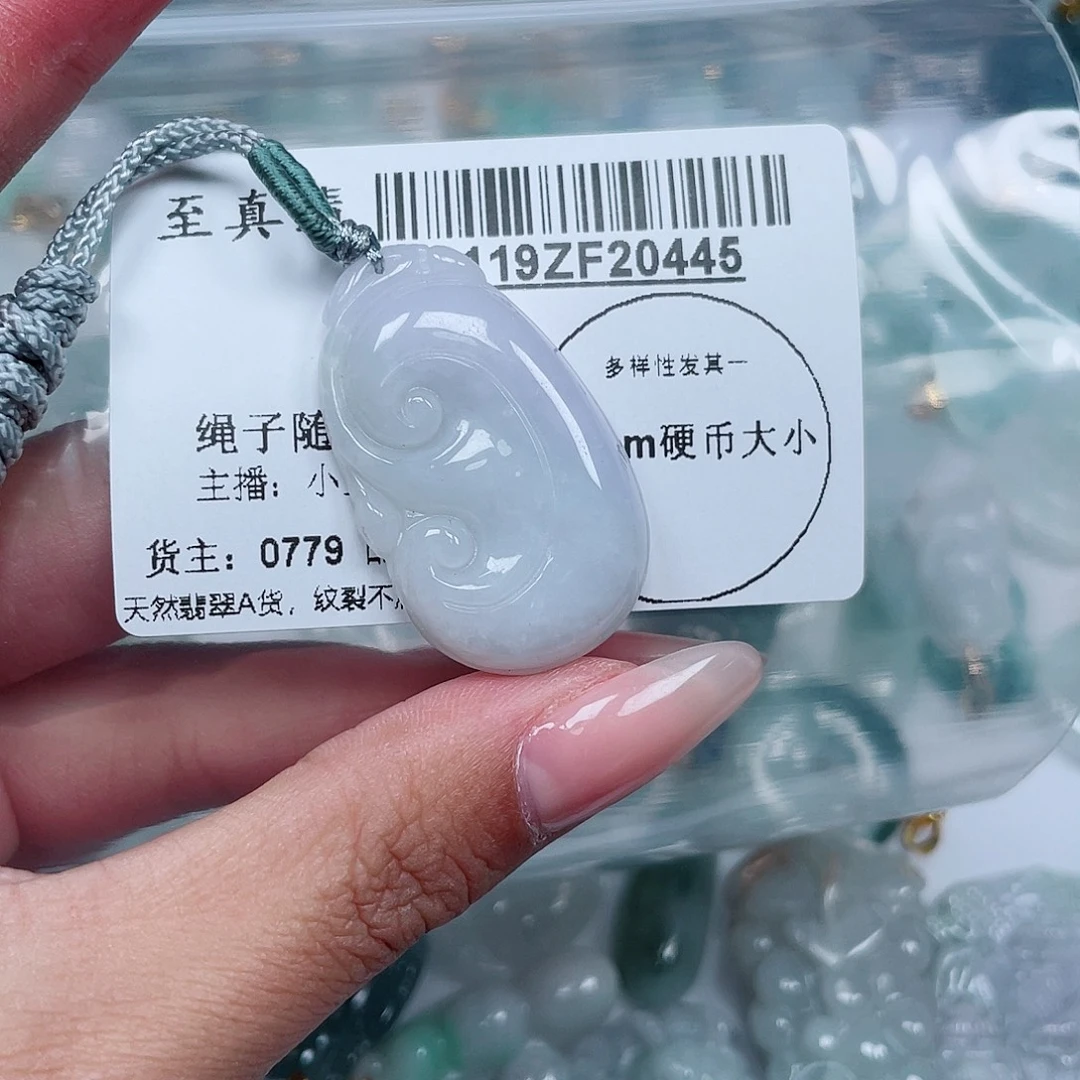 至真
119ZF20445
多样性发其一
绳子随
m硬币大小
主播：小
货主：0779
天然翡翠A货，纹裂不